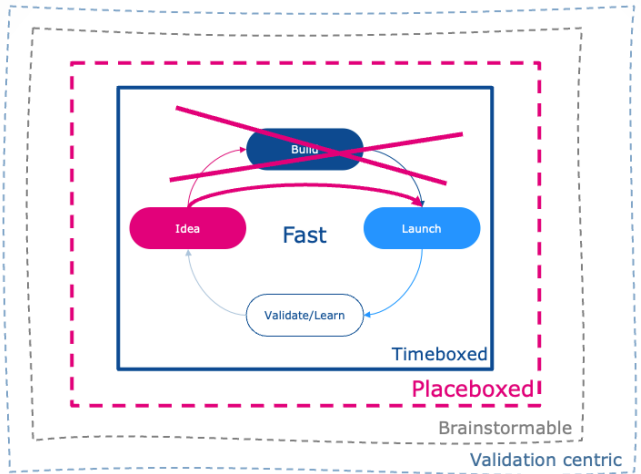 Build
Idea
Fast
Launch
Validate/Learn
Timeboxed
Placeboxed
Brainstormable
Validation centric